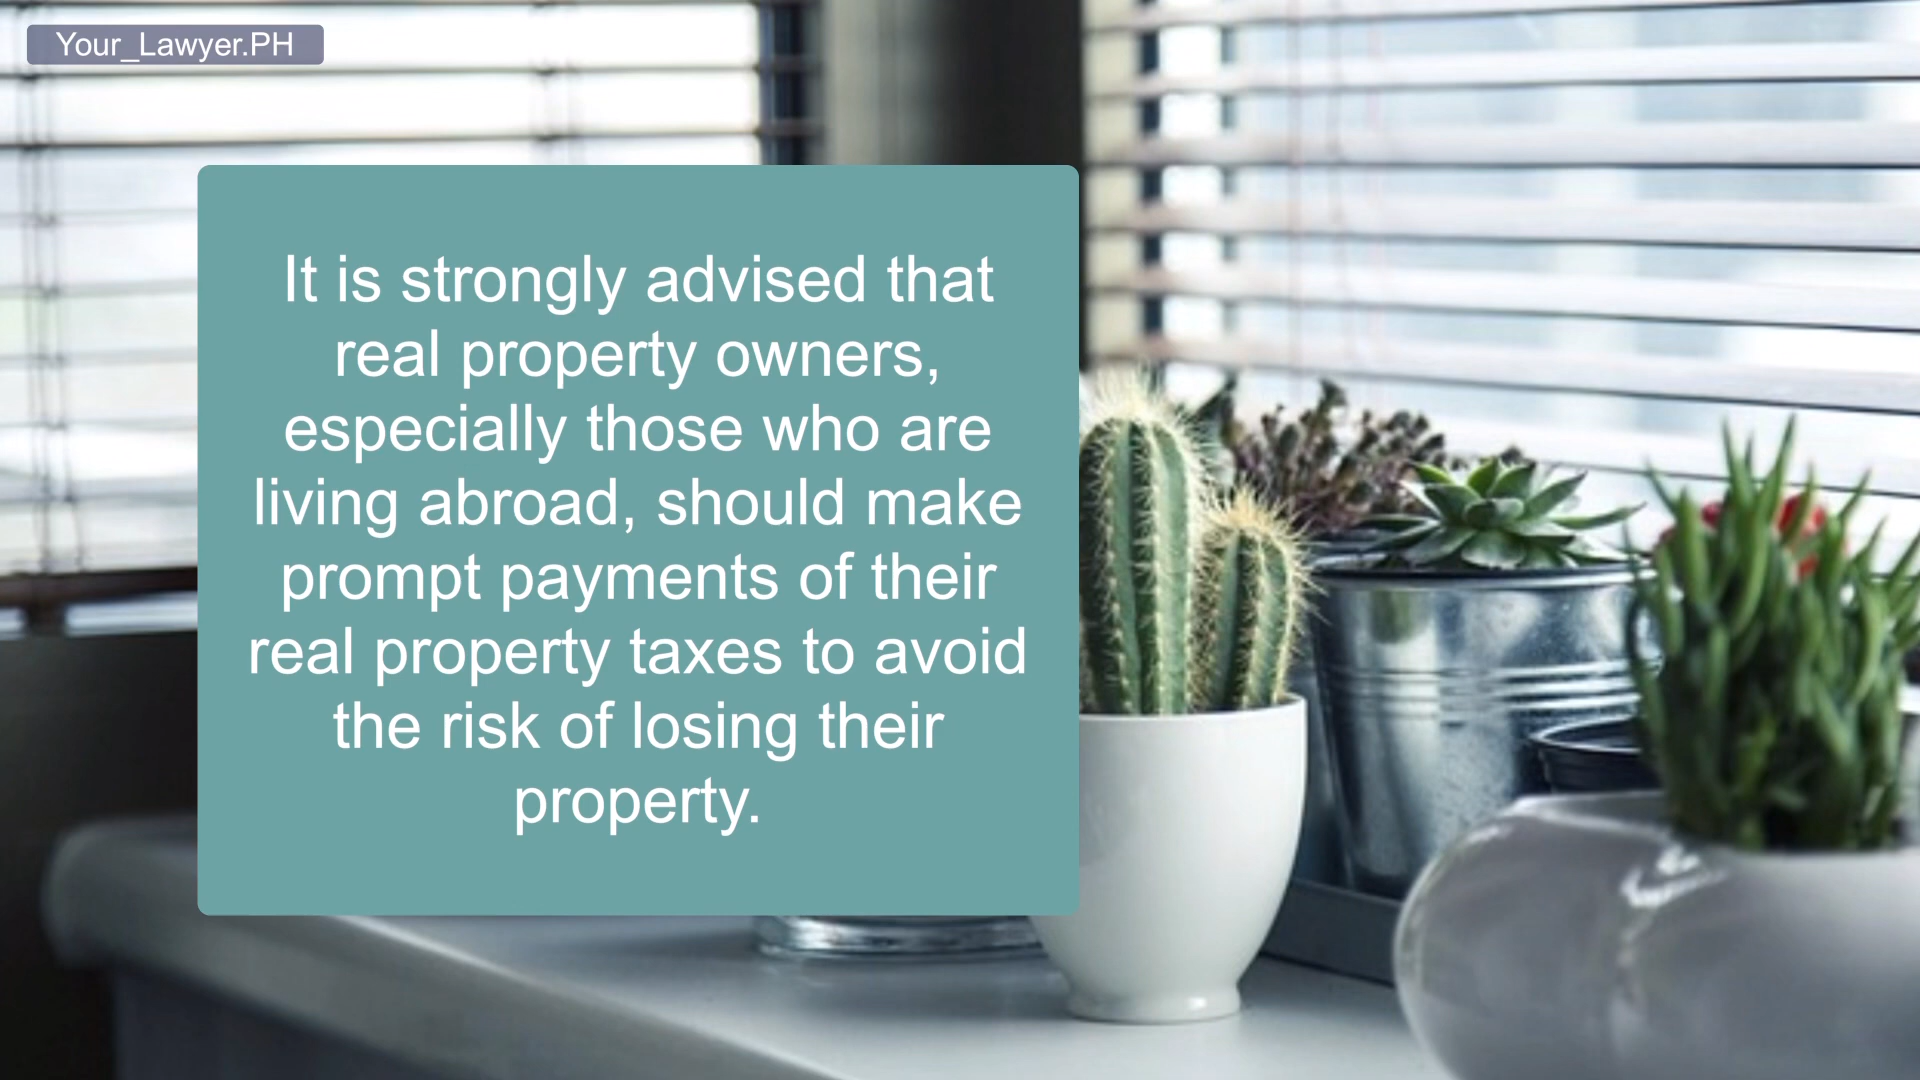 Your_Lawyer.PH
It is strongly advised that
real property owners,
especially those who are
living abroad, should make
prompt payments of their
real property taxes to avoid
the risk of losing their
property.